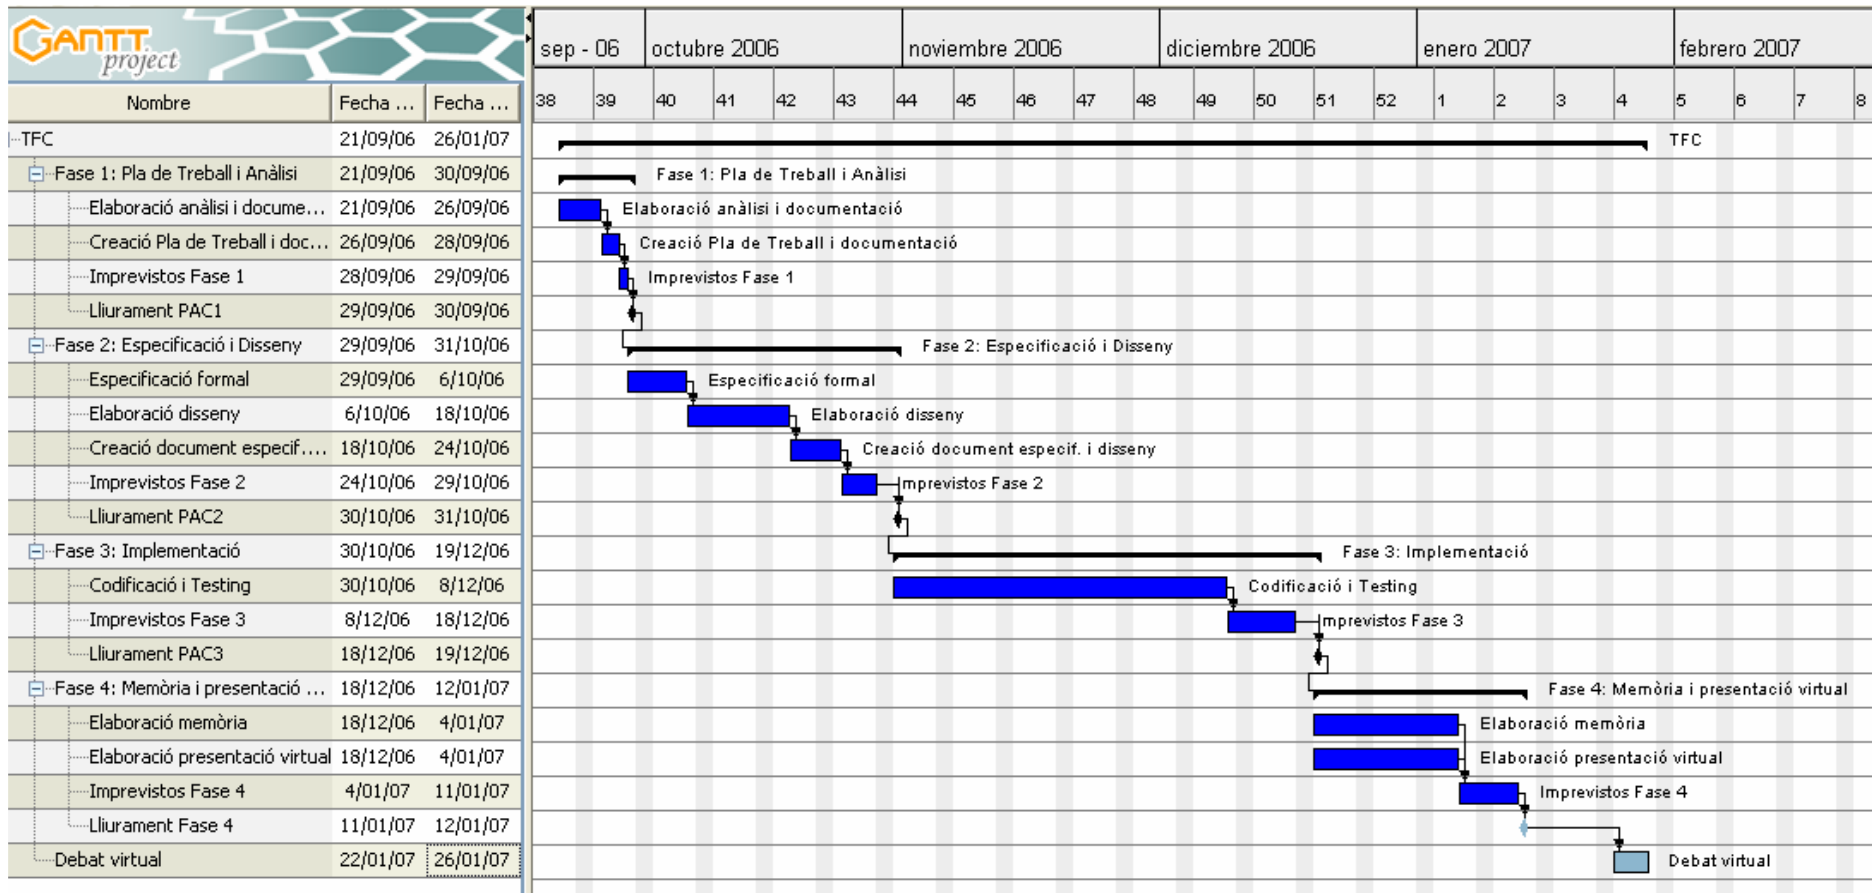 GANTT
project
sep - 06 octubre 2006 noviembre 2006 diciembre 2006 enero 2007 febrero 2007
Nombre Fecha ... Fecha ... 38 39 40 41 42 43 44 45 46 47 48 49 50 51 52 1 2 3 4 5 6 7 8
TFC 21/09/06 26/01/07 TFC
Fase 1: Pla de Treball i Anàlisi 21/09/06 30/09/06 Fase 1: Pla de Treball i Anàlisi
Elaboració anàlisi i docume... 21/09/06 26/09/06 Elaboració anàlisi i documentació
Creació Pla de Treball i doc... 26/09/06 28/09/06 Creació Pla de Treball i documentació
Imprevistos Fase 1 28/09/06 29/09/06 Imprevistos Fase 1
Lliurament PAC1 29/09/06 30/09/06
Fase 2: Especificació i Disseny 29/09/06 31/10/06 Fase 2: Especificació i Disseny
Especificació formal 29/09/06 6/10/06 Especificació formal
Elaboració disseny 6/10/06 18/10/06 Elaboració disseny
Creació document especif.... 18/10/06 24/10/06 Creació document especif. i disseny
Imprevistos Fase 2 24/10/06 29/10/06 Imprevistos Fase 2
Lliurament PAC2 30/10/06 31/10/06
Fase 3: Implementació 30/10/06 19/12/06 Fase 3: Implementació
Codificació i Testing 30/10/06 8/12/06 Codificació i Testing
Imprevistos Fase 3 8/12/06 18/12/06 Imprevistos Fase 3
Lliurament PAC3 18/12/06 19/12/06
Fase 4: Memòria i presentació ... 18/12/06 12/01/07 Fase 4: Memòria i presentació virtual
Elaboració memòria 18/12/06 4/01/07 Elaboració memòria
Elaboració presentació virtual 18/12/06 4/01/07 Elaboració presentació virtual
Imprevistos Fase 4 4/01/07 11/01/07 Imprevistos Fase 4
Lliurament Fase 4 11/01/07 12/01/07
Debat virtual 22/01/07 26/01/07 Debat virtual